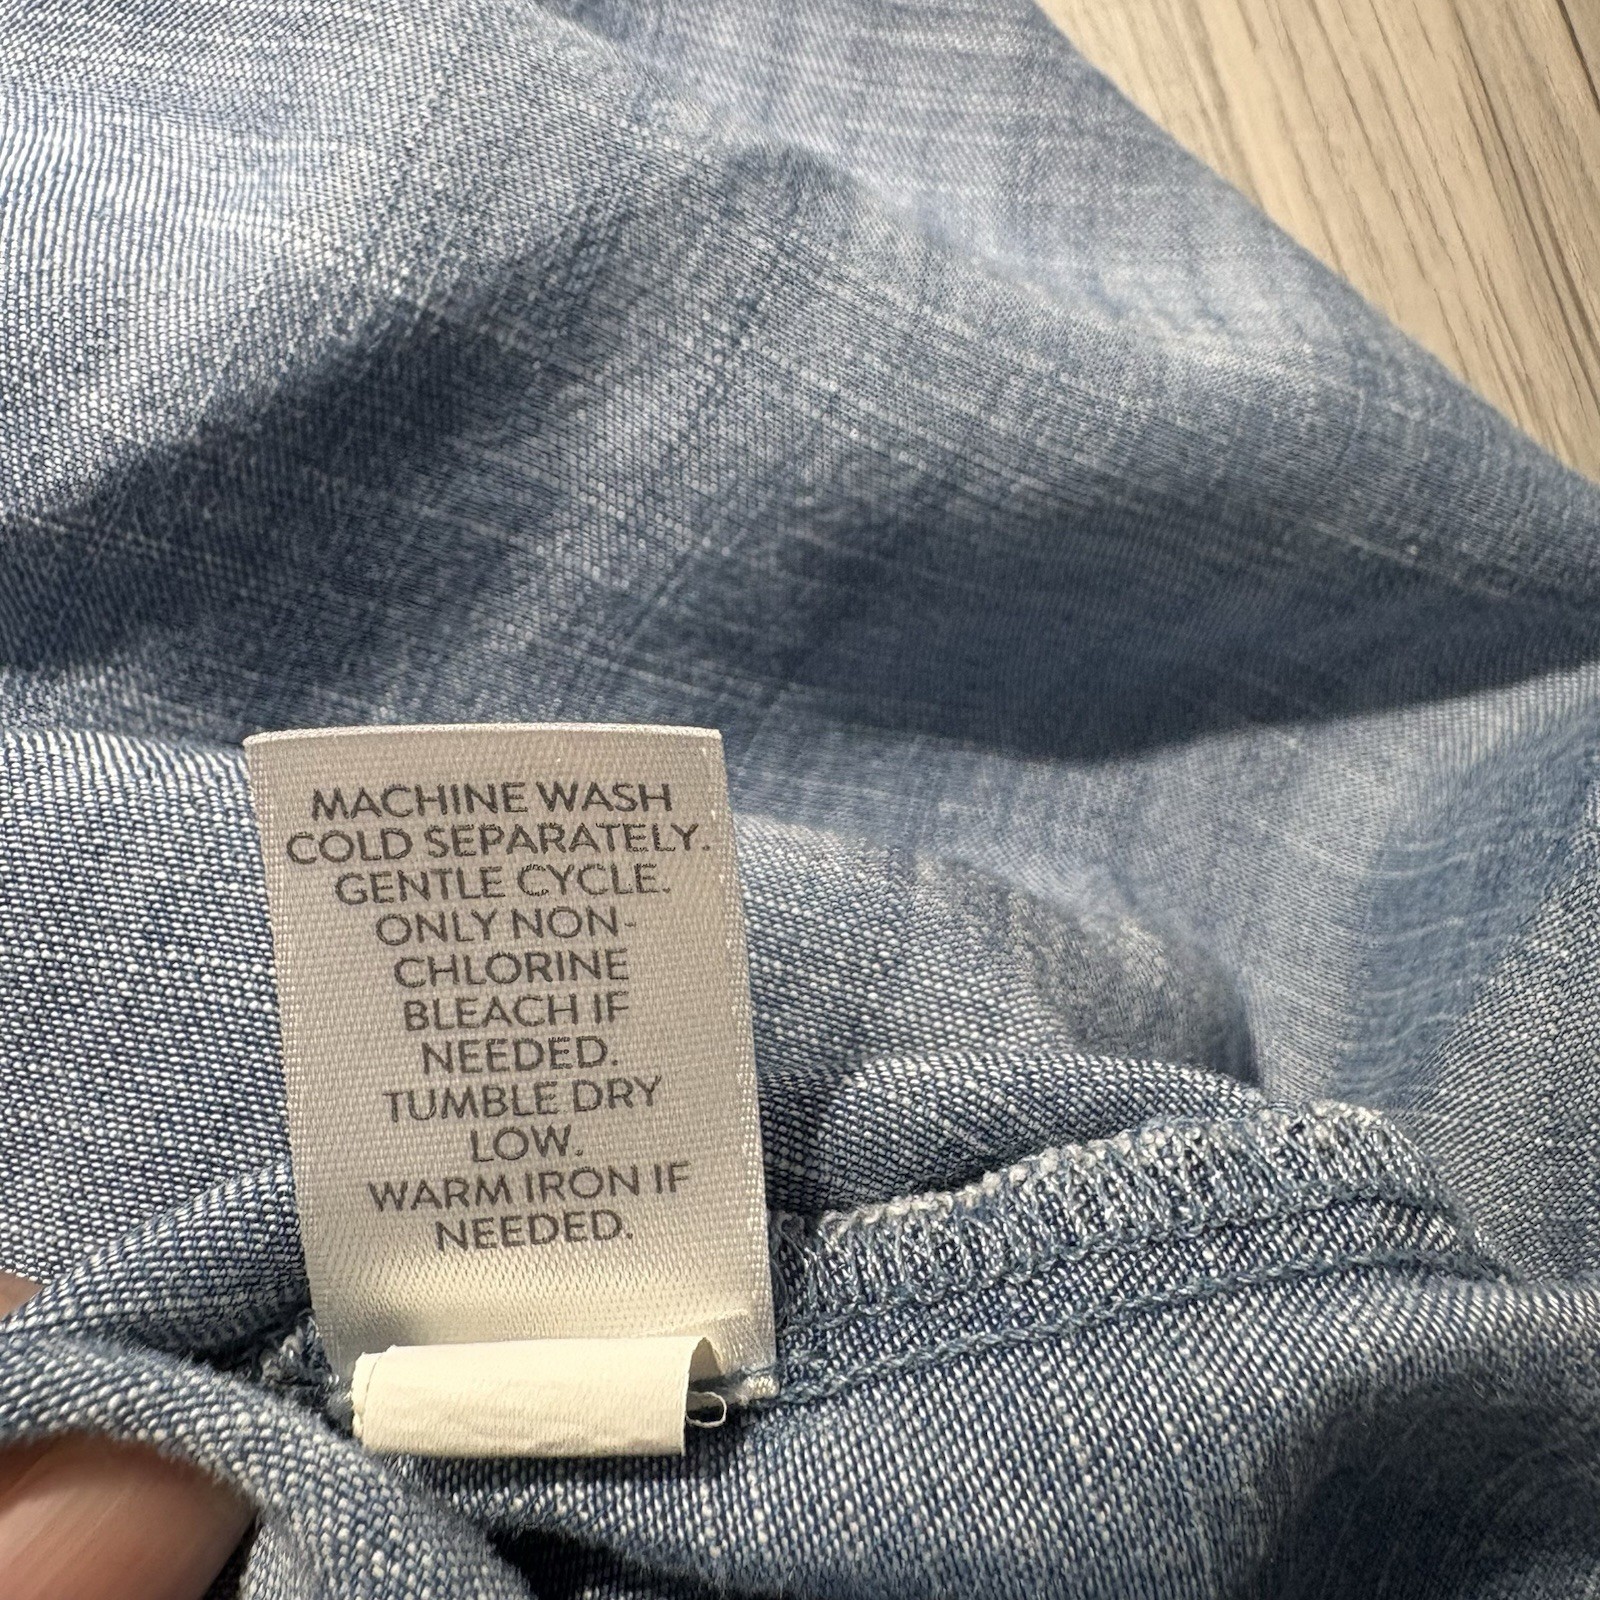 MACHINE WASH
COLD SEPARATELY.
GENTLE CYCLE.
ONLY NON-
CHLORINE
BLEACH IF
NEEDED.
TUMBLE DRY
LOW.
WARM IRON IF
NEEDED.